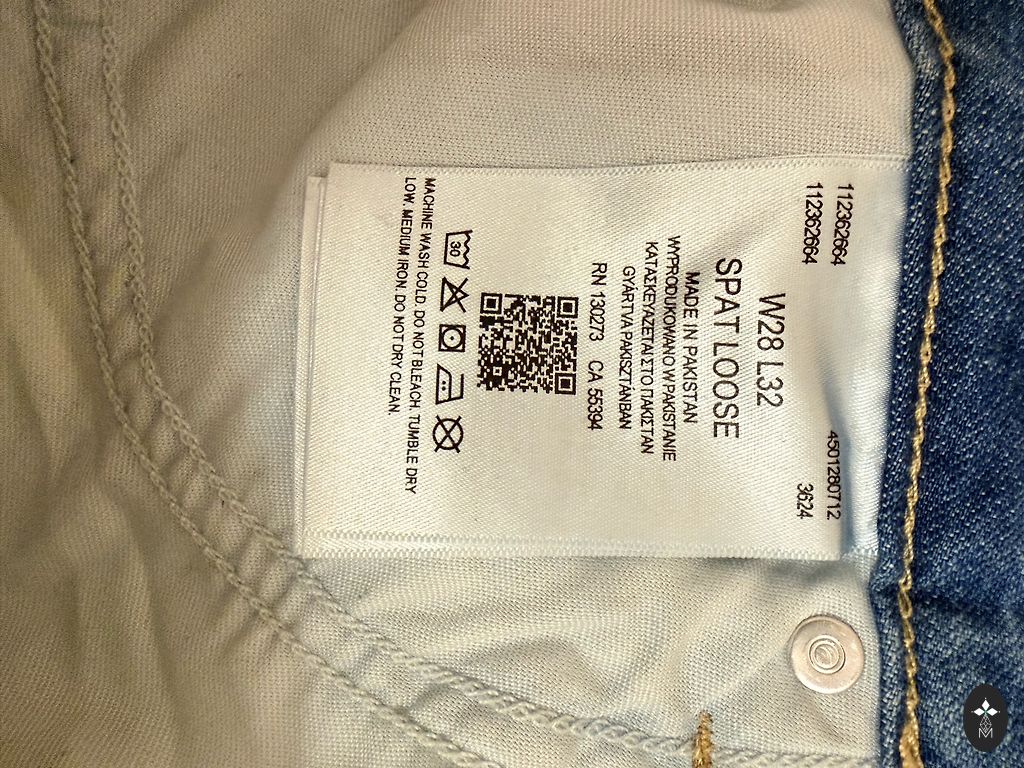 112362664
112362664
4501280712
3624
W28 L32
SPAT LOOSE
MADE IN PAKISTAN
WYPRODUKOWANO W PAKISTANIE
ΚΑΤΑΣΚΕΥΑΖΕΤΑΙ ΣΤΟ ΠΑΚΙΣΤΑΝ
GYÁRTVA PAKISZTÁNBAN
RN 130273 CA 55394
30
MACHINE WASH COLD. DO NOT BLEACH. TUMBLE DRY
LOW. MEDIUM IRON. DO NOT DRY CLEAN.
M